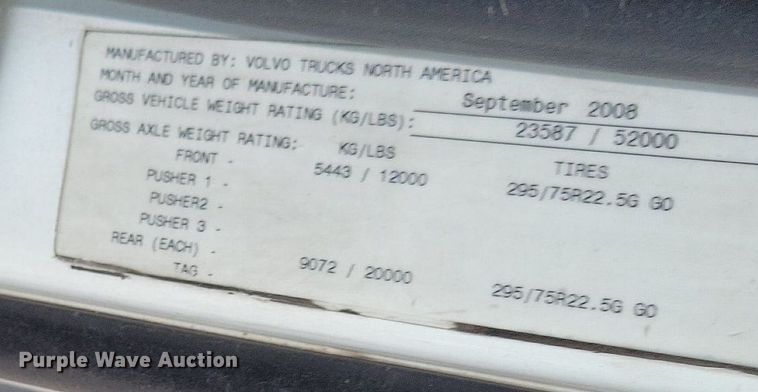 MANUFACTURED BY: VOLVO TRUCKS NORTH AMERICA
MONTH AND YEAR OF MANUFACTURE: September 2008
GROSS VEHICLE WEIGHT RATING (KG/LBS): 23587 / 52000
GROSS AXLE WEIGHT RATING: KG/LBS TIRES
FRONT - 5443 / 12000 295/75R22.5G GO
PUSHER 1 -
PUSHER2 -
PUSHER 3 -
REAR (EACH) - 9072 / 20000 295/75R22.5G GO
TAG -
Purple Wave Auction